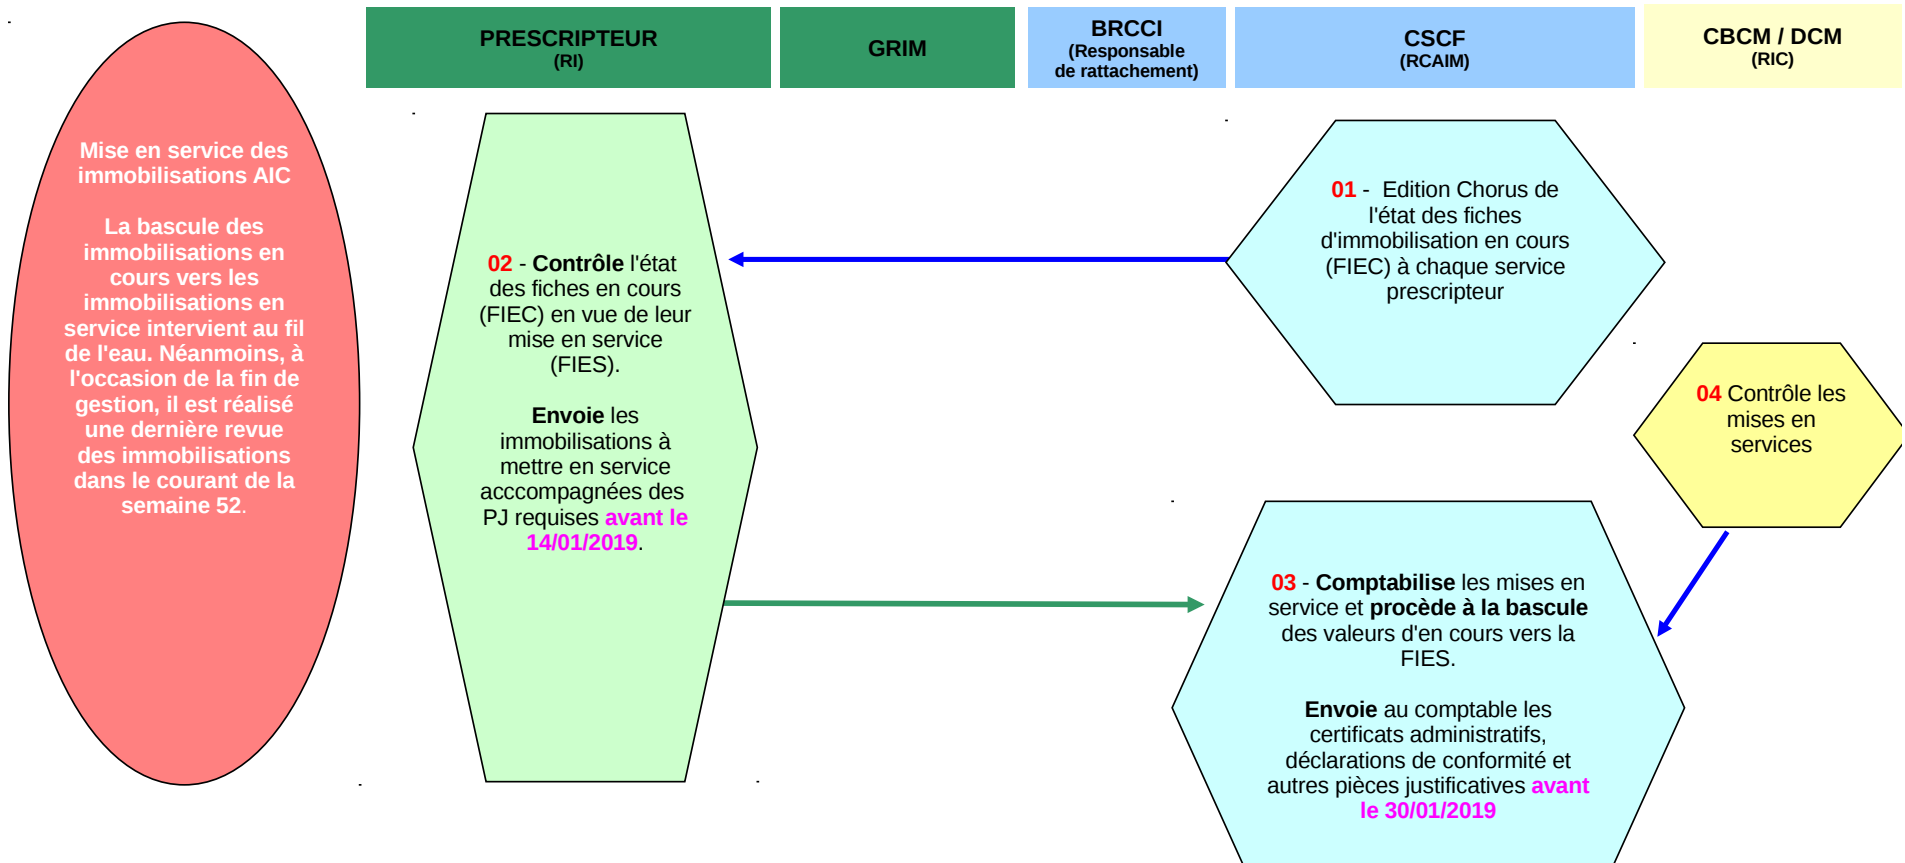 PRESCRIPTEUR
(RI)
GRIM
BRCCI
(Responsable
de rattachement)
CSCF
(RCAIM)
CBCM / DCM
(RIC)
Mise en service des
immobilisations AIC
La bascule des
immobilisations en
cours vers les
immobilisations en
service intervient au fil
de l'eau. Néanmoins, à
l'occasion de la fin de
gestion, il est réalisé
une dernière revue
des immobilisations
dans le courant de la
semaine 52.
01 - Edition Chorus de
l'état des fiches
d'immobilisation en cours
(FIEC) à chaque service
prescripteur
02 - Contrôle l'état
des fiches en cours
(FIEC) en vue de leur
mise en service
(FIES).
Envoie les
immobilisations à
mettre en service
acccompagnées des
PJ requises avant le
14/01/2019.
04 Contrôle les
mises en
services
03 - Comptabilise les mises en
service et procède à la bascule
des valeurs d'en cours vers la
FIES.
Envoie au comptable les
certificats administratifs,
déclarations de conformité et
autres pièces justificatives avant
le 30/01/2019